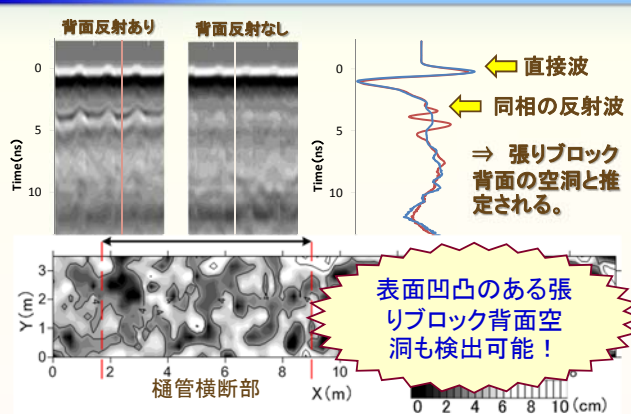 背面反射あり
背面反射なし
0
5
10
Time(ns)
0
5
10
Time(ns)
直接波
同相の反射波
⇒ 張りブロック
背面の空洞と推
定される。
3
2
1
0
Y(m)
0
2
4
6
8
10
X(m)
樋管横断部
表面凹凸のある張
りブロック背面空
洞も検出可能！
0 2 4 6 8 10 (cm)